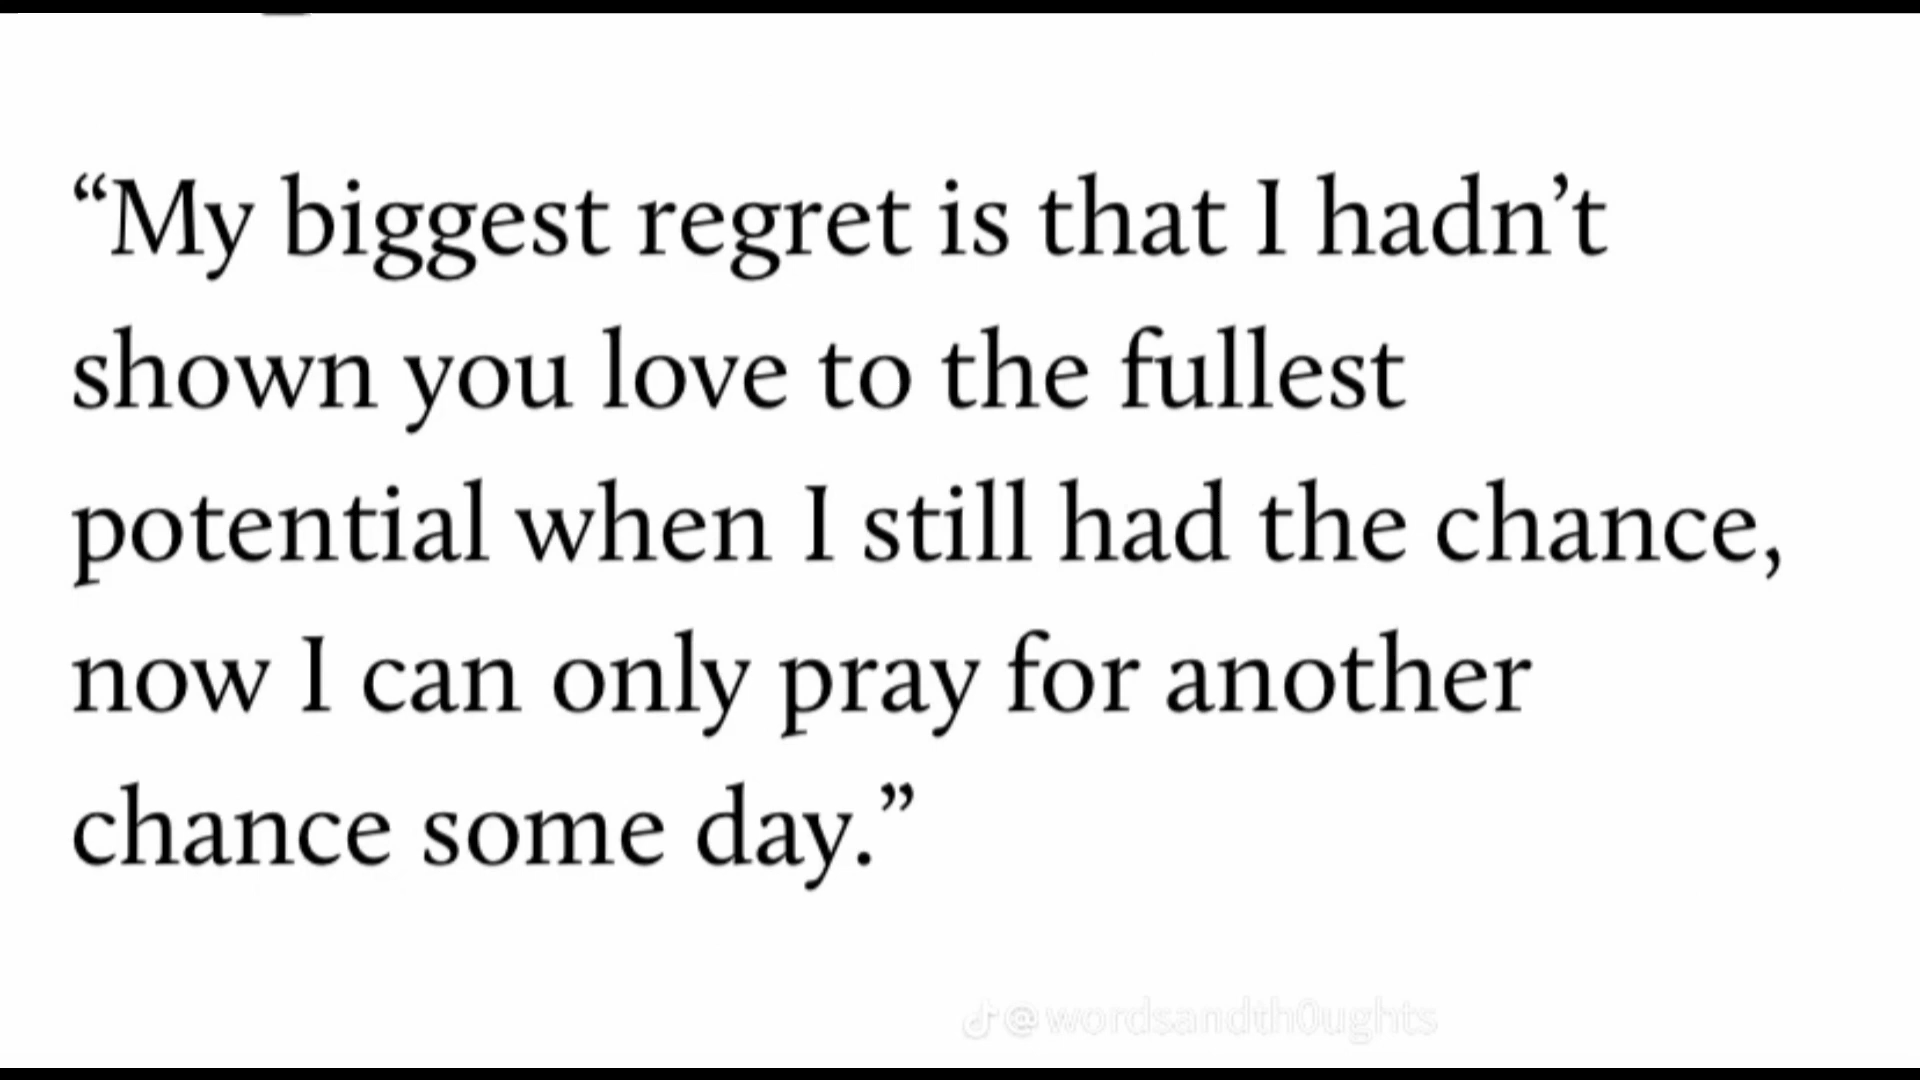 “My biggest regret is that I hadn’t
shown you love to the fullest
potential when I still had the chance,
now I can only pray for another
chance some day.”
@wordsandth0ughts